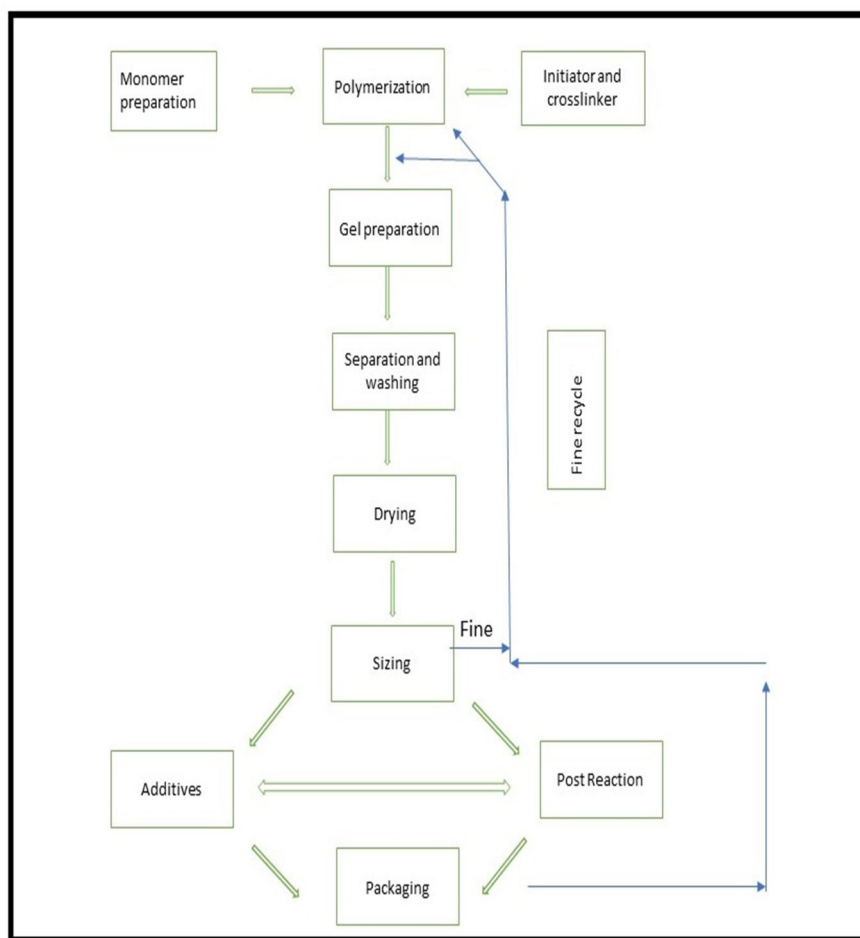 Monomer
preparation
Polymerization
Initiator and
crosslinker
Gel preparation
Separation and
washing
Fine recycle
Drying
Fine
Sizing
Additives
Post Reaction
Packaging